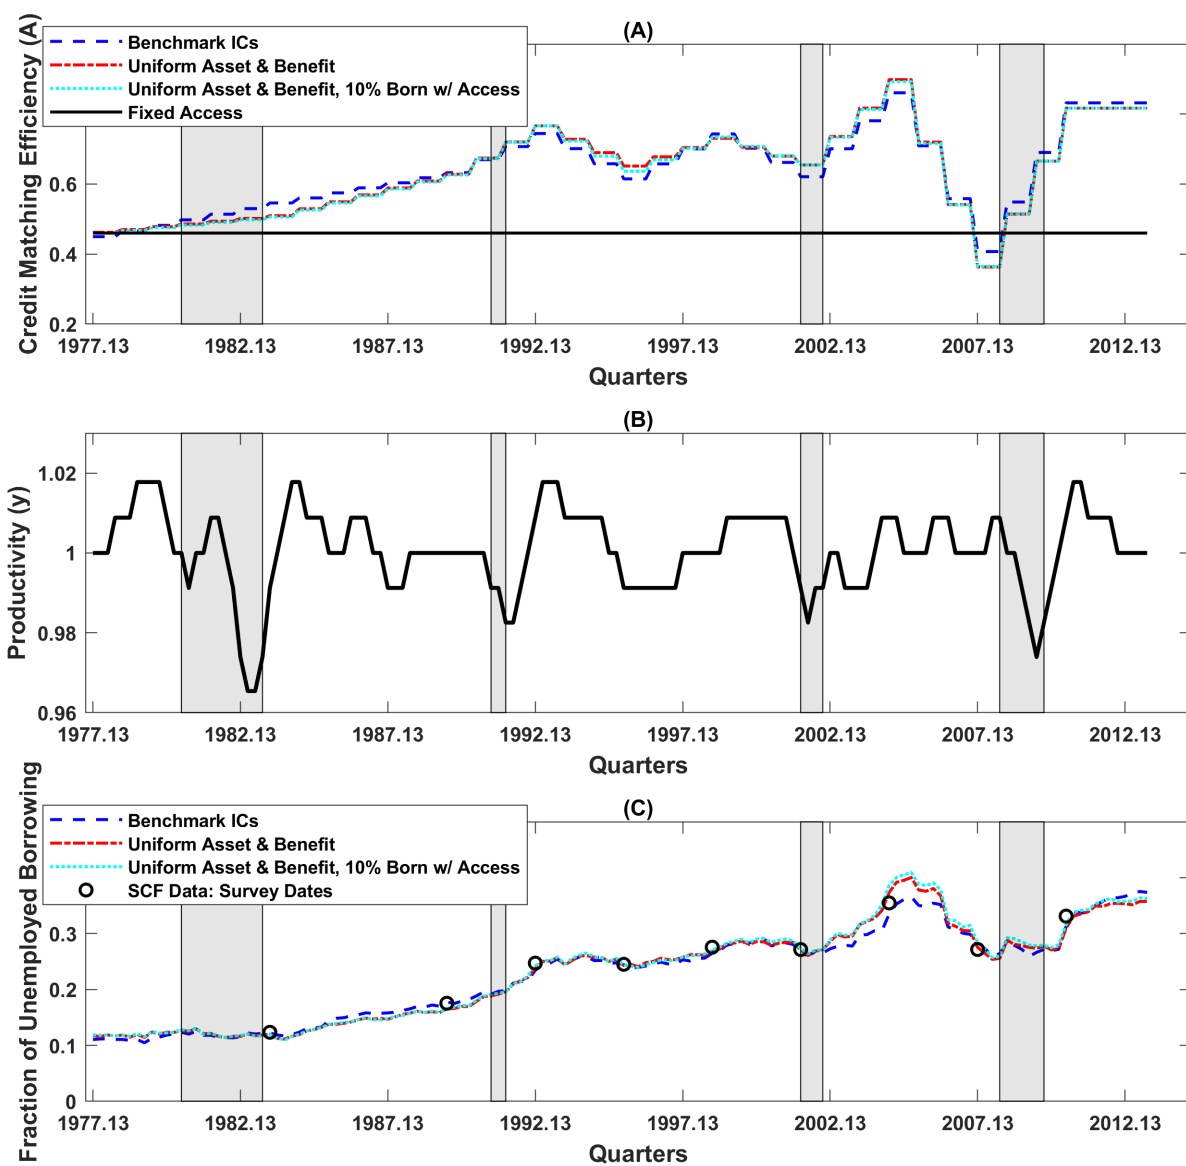 (A)
Credit Matching Efficiency (A)
Benchmark ICs
Uniform Asset & Benefit
Uniform Asset & Benefit, 10% Born w/ Access
Fixed Access
0.6
0.4
0.2
1977.13 1982.13 1987.13 1992.13 1997.13 2002.13 2007.13 2012.13
Quarters
(B)
Productivity (y)
1.02
1
0.98
0.96
1977.13 1982.13 1987.13 1992.13 1997.13 2002.13 2007.13 2012.13
Quarters
(C)
Fraction of Unemployed Borrowing
Benchmark ICs
Uniform Asset & Benefit
Uniform Asset & Benefit, 10% Born w/ Access
SCF Data: Survey Dates
0.3
0.2
0.1
0
1977.13 1982.13 1987.13 1992.13 1997.13 2002.13 2007.13 2012.13
Quarters